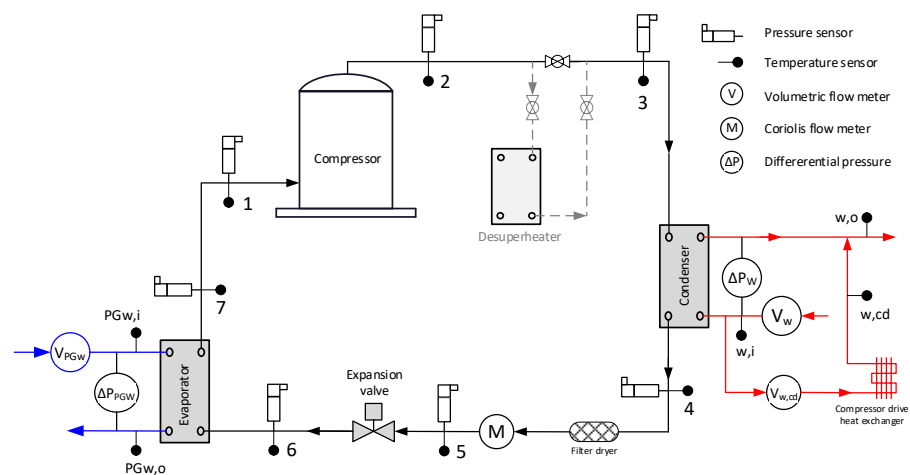 2
3
Pressure sensor
Temperature sensor
V
Volumetric flow meter
M
Coriolis flow meter
ΔP
Differerential pressure
Compressor
1
Desuperheater
w,o
Condenser
ΔPW
w,cd
Vw
w,i
7
PGw,i
VPGw
ΔPPGW
Evaporator
PGw,o
6
Expansion
valve
5
M
Filter dryer
4
Vw,cd
Compressor drive
heat exchanger